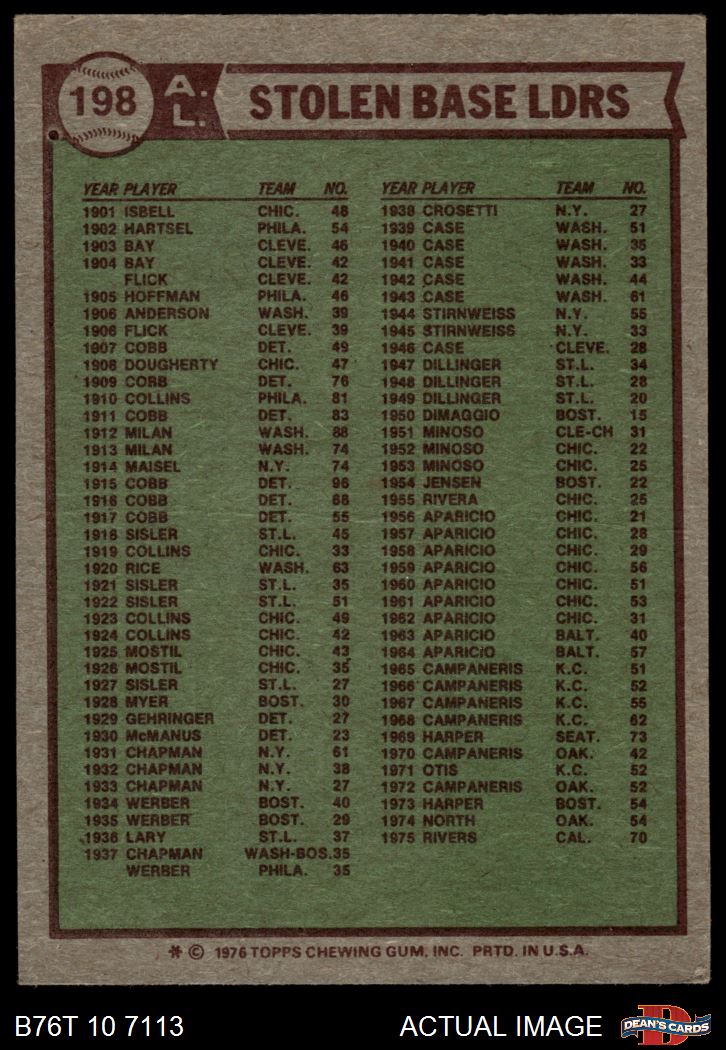 198 A.L. STOLEN BASE LDRS
YEAR PLAYER TEAM NO.
1901 ISBELL CHIC. 48
1902 HARTSEL PHILA. 54
1903 BAY CLEVE. 46
1904 BAY CLEVE. 42
FLICK CLEVE. 42
1905 HOFFMAN PHILA. 46
1906 ANDERSON WASH. 39
1906 FLICK CLEVE. 39
1907 COBB DET. 49
1908 DOUGHERTY CHIC. 47
1909 COBB DET. 76
1910 COLLINS PHILA. 81
1911 COBB DET. 83
1912 MILAN WASH. 88
1913 MILAN WASH. 74
1914 MAISEL N.Y. 74
1915 COBB DET. 96
1916 COBB DET. 68
1917 COBB DET. 55
1918 SISLER ST.L. 45
1919 COLLINS CHIC. 33
1920 RICE WASH. 63
1921 SISLER ST.L. 35
1922 SISLER ST.L. 51
1923 COLLINS CHIC. 49
1924 COLLINS CHIC. 42
1925 MOSTIL CHIC. 43
1926 MOSTIL CHIC. 35
1927 SISLER ST.L. 27
1928 MYER BOST. 30
1929 GEHRINGER DET. 27
1930 McMANUS DET. 23
1931 CHAPMAN N.Y. 61
1932 CHAPMAN N.Y. 38
1933 CHAPMAN N.Y. 27
1934 WERBER BOST. 40
1935 WERBER BOST. 29
1936 LARY ST.L. 37
1937 CHAPMAN WASH-BOS. 35
WERBER PHILA. 35
YEAR PLAYER TEAM NO.
1938 CROSETTI N.Y. 27
1939 CASE WASH. 51
1940 CASE WASH. 35
1941 CASE WASH. 33
1942 CASE WASH. 44
1943 CASE WASH. 61
1944 STIRNWEISS N.Y. 55
1945 STIRNWEISS N.Y. 33
1946 CASE CLEVE. 28
1947 DILLINGER ST.L. 34
1948 DILLINGER ST.L. 28
1949 DILLINGER ST.L. 20
1950 DIMAGGIO BOST. 15
1951 MINOSO CLE-CH 31
1952 MINOSO CHIC. 22
1953 MINOSO CHIC. 25
1954 JENSEN BOST. 22
1955 RIVERA CHIC. 25
1956 APARICIO CHIC. 21
1957 APARICIO CHIC. 28
1958 APARICIO CHIC. 29
1959 APARICIO CHIC. 56
1960 APARICIO CHIC. 51
1961 APARICIO CHIC. 53
1962 APARICIO CHIC. 31
1963 APARICIO BALT. 40
1964 APARICIO BALT. 57
1965 CAMPANERIS K.C. 51
1966 CAMPANERIS K.C. 52
1967 CAMPANERIS K.C. 55
1968 CAMPANERIS K.C. 62
1969 HARPER SEAT. 73
1970 CAMPANERIS OAK. 42
1971 OTIS K.C. 52
1972 CAMPANERIS OAK. 52
1973 HARPER BOST. 54
1974 NORTH OAK. 54
1975 RIVERS CAL. 70
* © 1976 TOPPS CHEWING GUM, INC. PRTD. IN U.S.A.
B76T 10 7113 ACTUAL IMAGE
DEAN'S CARDS